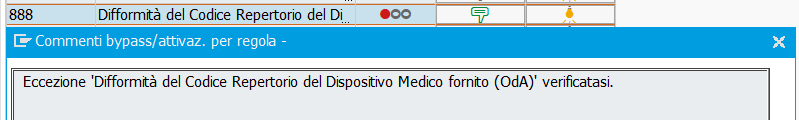 888 Difformità del Codice Repertorio del Di...
Commenti bypass/attivaz. per regola -
Eccezione 'Difformità del Codice Repertorio del Dispositivo Medico fornito (OdA)' verificatasi.